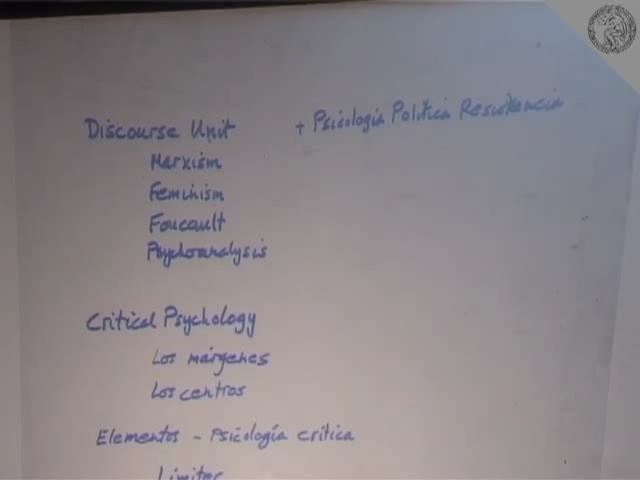 Discourse Unit + Psicología Política Resistencia
Marxism
Feminism
Foucault
Psychoanalysis
Critical Psychology
Los márgenes
Los centros
Elementos - Psicología crítica